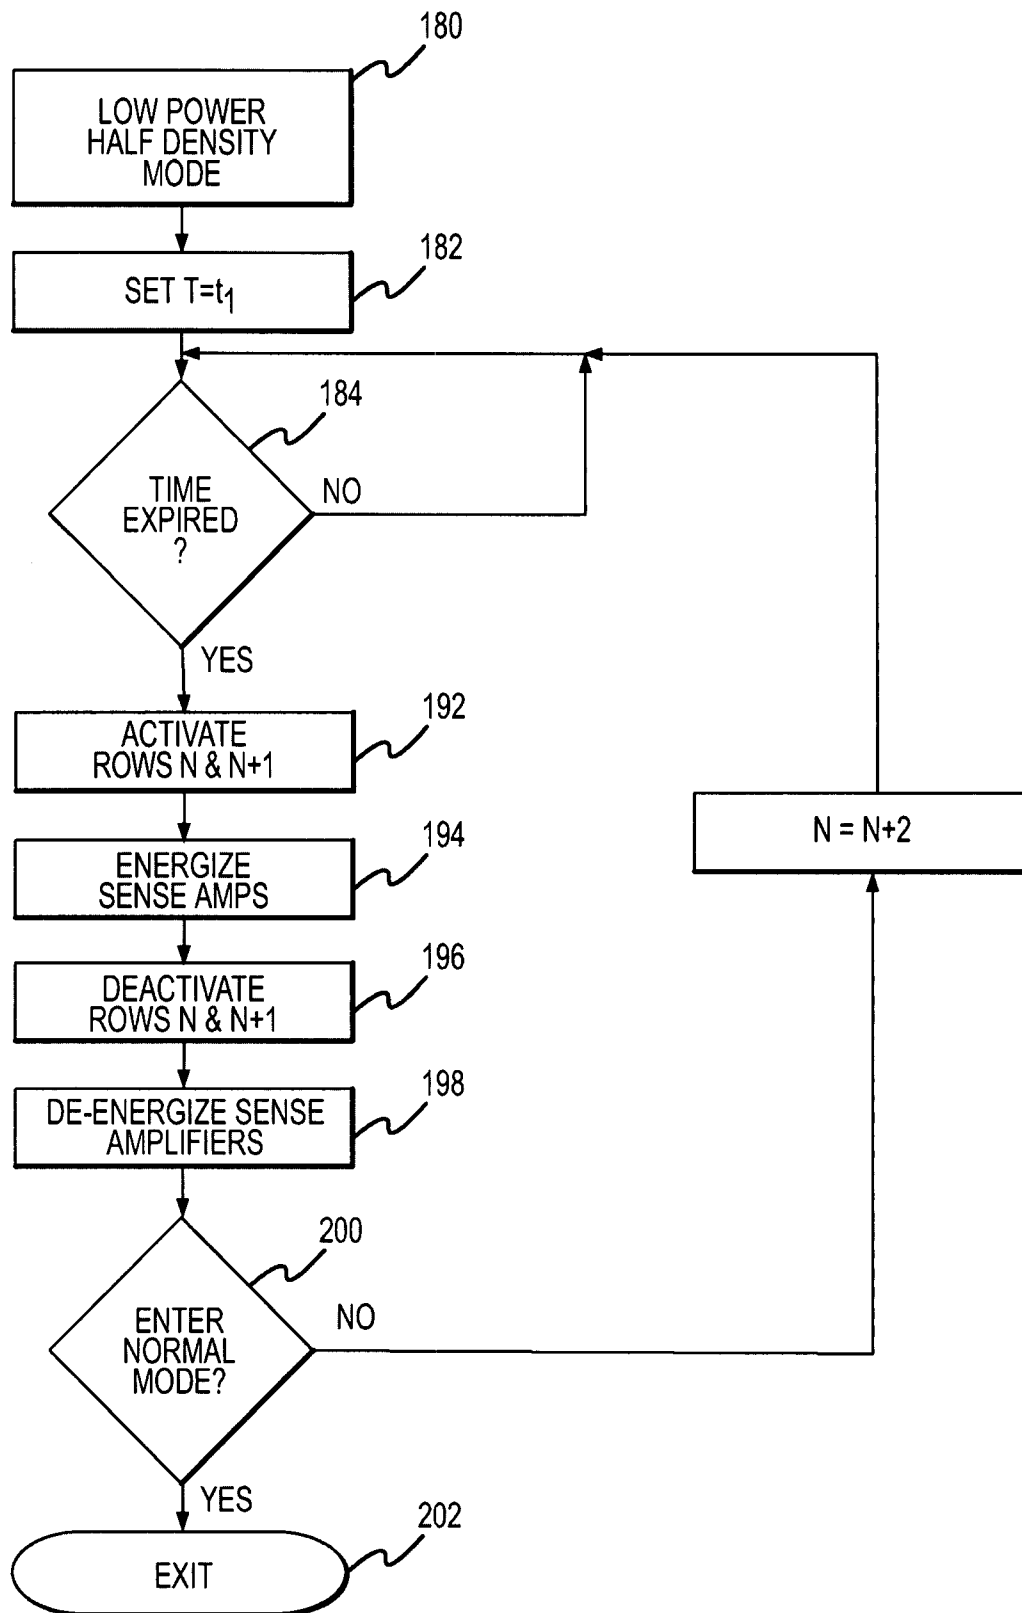 180
LOW POWER
HALF DENSITY
MODE
182
SET T=t1
184
TIME
EXPIRED
?
NO
YES
192
ACTIVATE
ROWS N & N+1
N = N+2
194
ENERGIZE
SENSE AMPS
196
DEACTIVATE
ROWS N & N+1
198
DE-ENERGIZE SENSE
AMPLIFIERS
200
ENTER
NORMAL
MODE?
NO
YES
202
EXIT